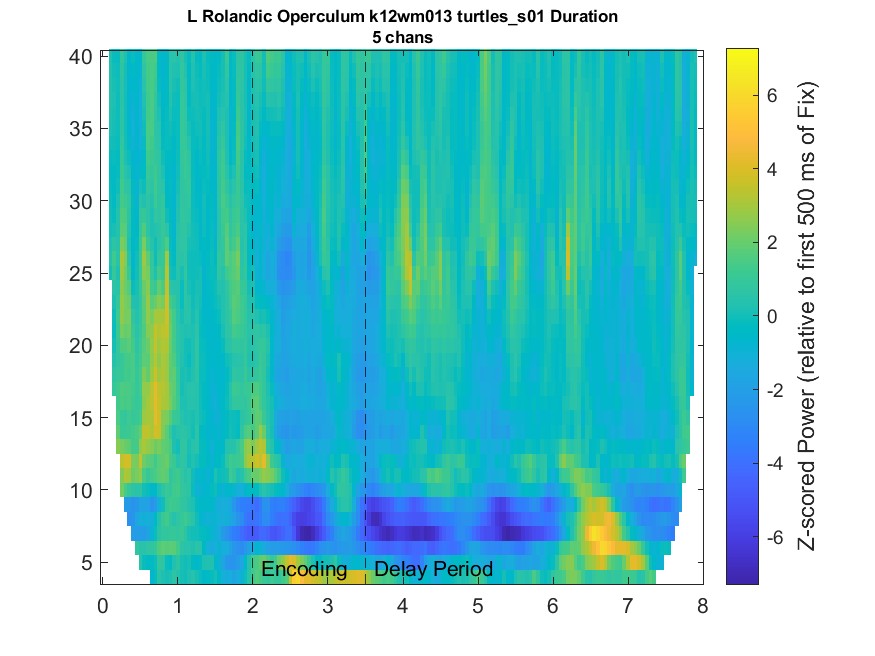 L Rolandic Operculum k12wm013 turtles_s01 Duration
5 chans
40
35
30
25
20
15
10
5
Encoding
Delay Period
0 1 2 3 4 5 6 7 8
6
4
2
0
-2
-4
-6
Z-scored Power (relative to first 500 ms of Fix)